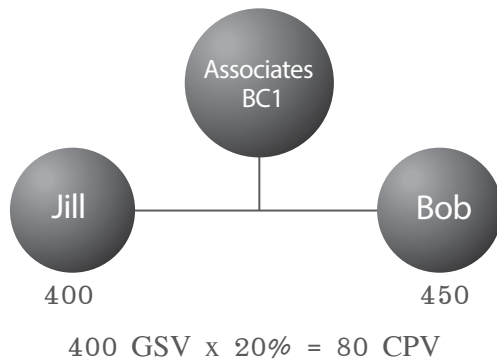 Associates
BC1
Jill
Bob
400
450
400 GSV x 20% = 80 CPV